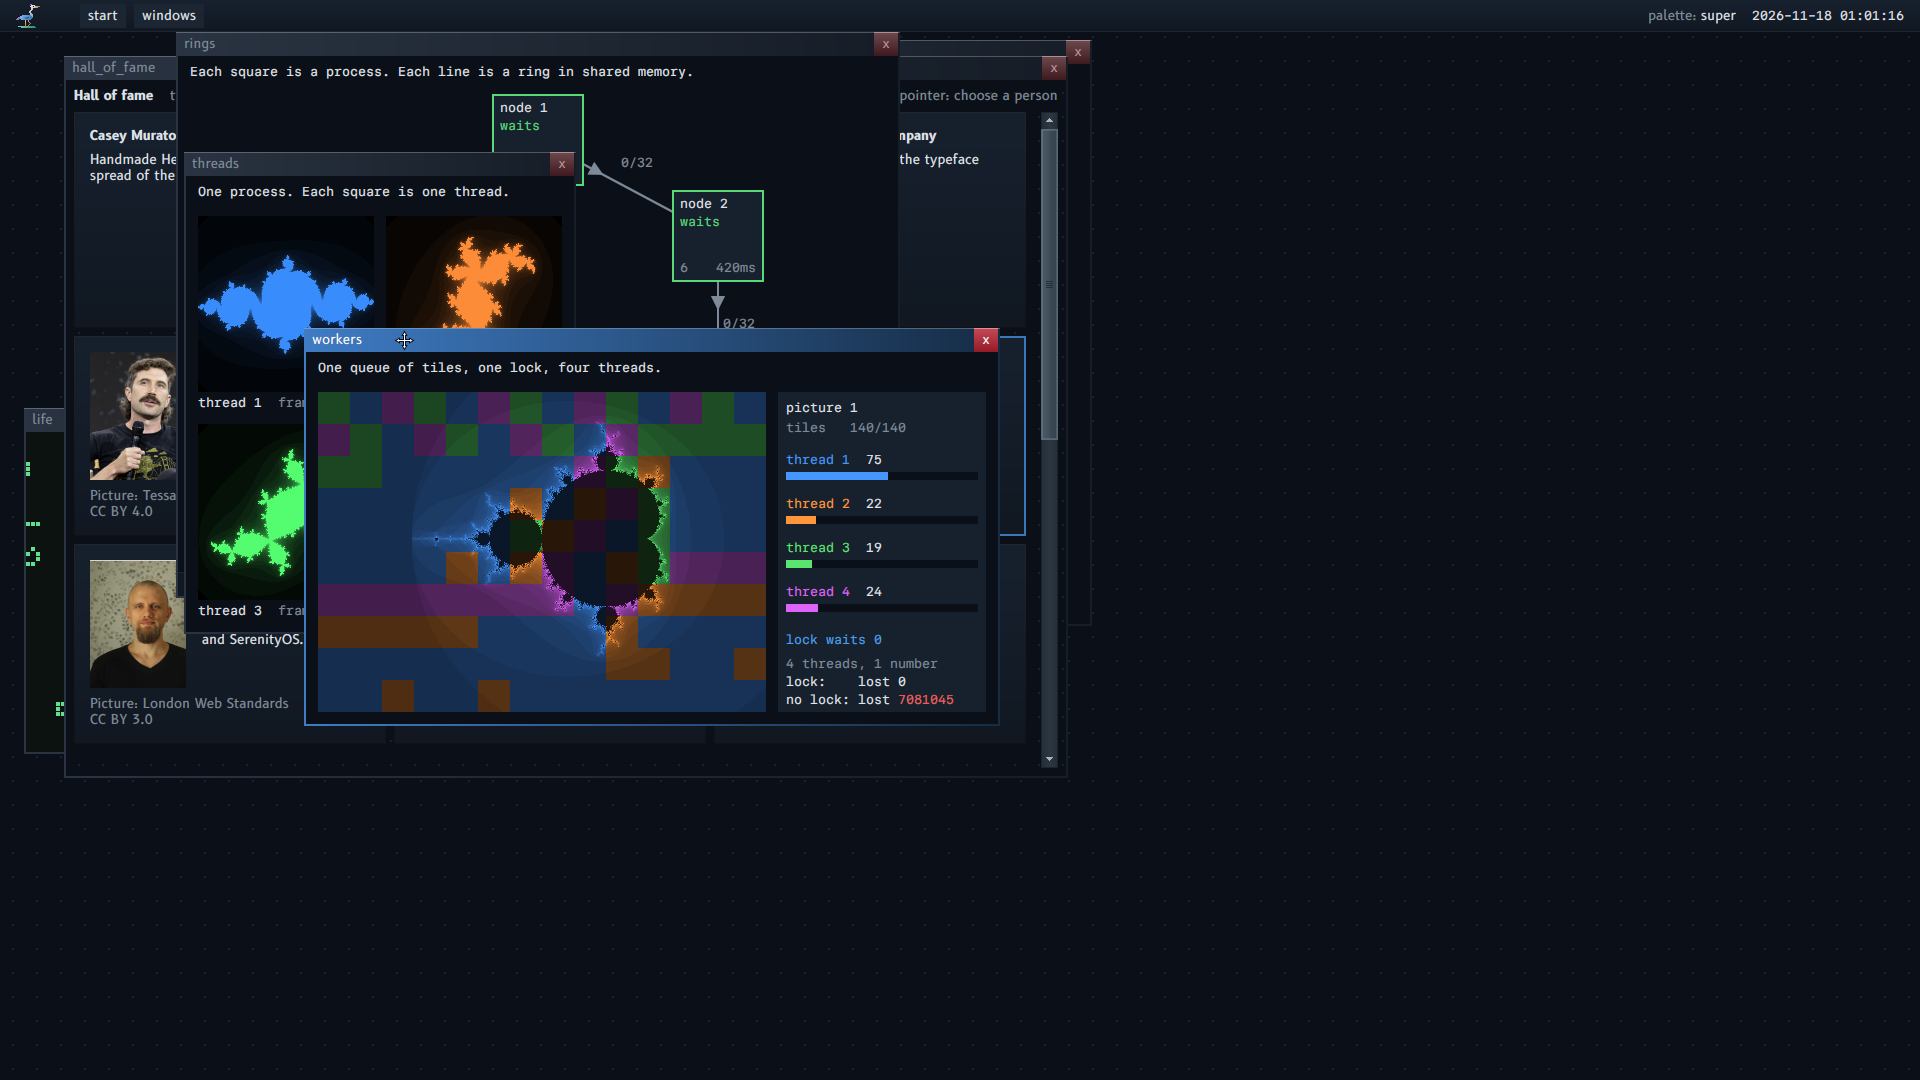 start windows palette: super 2026-11-18 01:01:16
rings x
x
hall_of_fame x
Each square is a process. Each line is a ring in shared memory.
Hall of fame pointer: choose a person
node 1
waits
Casey Murato
Handmade He
spread of the
the typeface
0/32
threads x
One process. Each square is one thread.
node 2
waits
6 420ms
0/32
thread 1
thread 3
life
workers x
One queue of tiles, one lock, four threads.
picture 1
tiles 140/140
thread 1 75
thread 2 22
thread 3 19
thread 4 24
lock waits 0
4 threads, 1 number
lock: lost 0
no lock: lost 7081045
Picture: Tessa
CC BY 4.0
and SerenityOS.
Picture: London Web Standards
CC BY 3.0